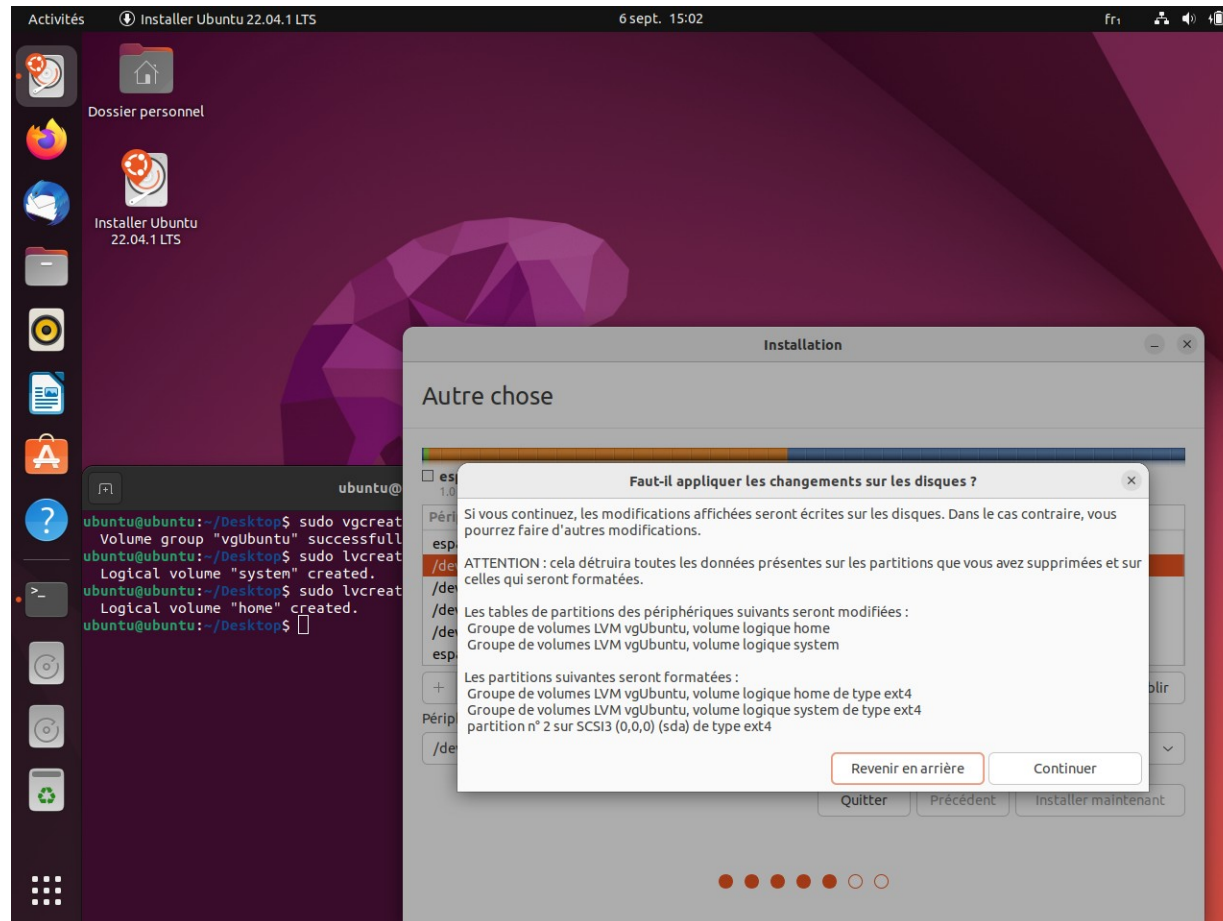 Activités Installer Ubuntu 22.04.1 LTS 6 sept. 15:02 fr₁
Dossier personnel
Installer Ubuntu
22.04.1 LTS
Installation
Autre chose
ubuntu@
ubuntu@ubuntu:~/Desktop$ sudo vgcreat
Volume group "vgUbuntu" successfull
ubuntu@ubuntu:~/Desktop$ sudo lvcreat
Logical volume "system" created.
ubuntu@ubuntu:~/Desktop$ sudo lvcreat
Logical volume "home" created.
ubuntu@ubuntu:~/Desktop$
Faut-il appliquer les changements sur les disques ?
Si vous continuez, les modifications affichées seront écrites sur les disques. Dans le cas contraire, vous
pourrez faire d'autres modifications.
ATTENTION : cela détruira toutes les données présentes sur les partitions que vous avez supprimées et sur
celles qui seront formatées.
Les tables de partitions des périphériques suivants seront modifiées :
Groupe de volumes LVM vgUbuntu, volume logique home
Groupe de volumes LVM vgUbuntu, volume logique system
Les partitions suivantes seront formatées :
Groupe de volumes LVM vgUbuntu, volume logique home de type ext4
Groupe de volumes LVM vgUbuntu, volume logique system de type ext4
partition n° 2 sur SCSI3 (0,0,0) (sda) de type ext4
Revenir en arrière Continuer
Quitter Précédent Installer maintenant